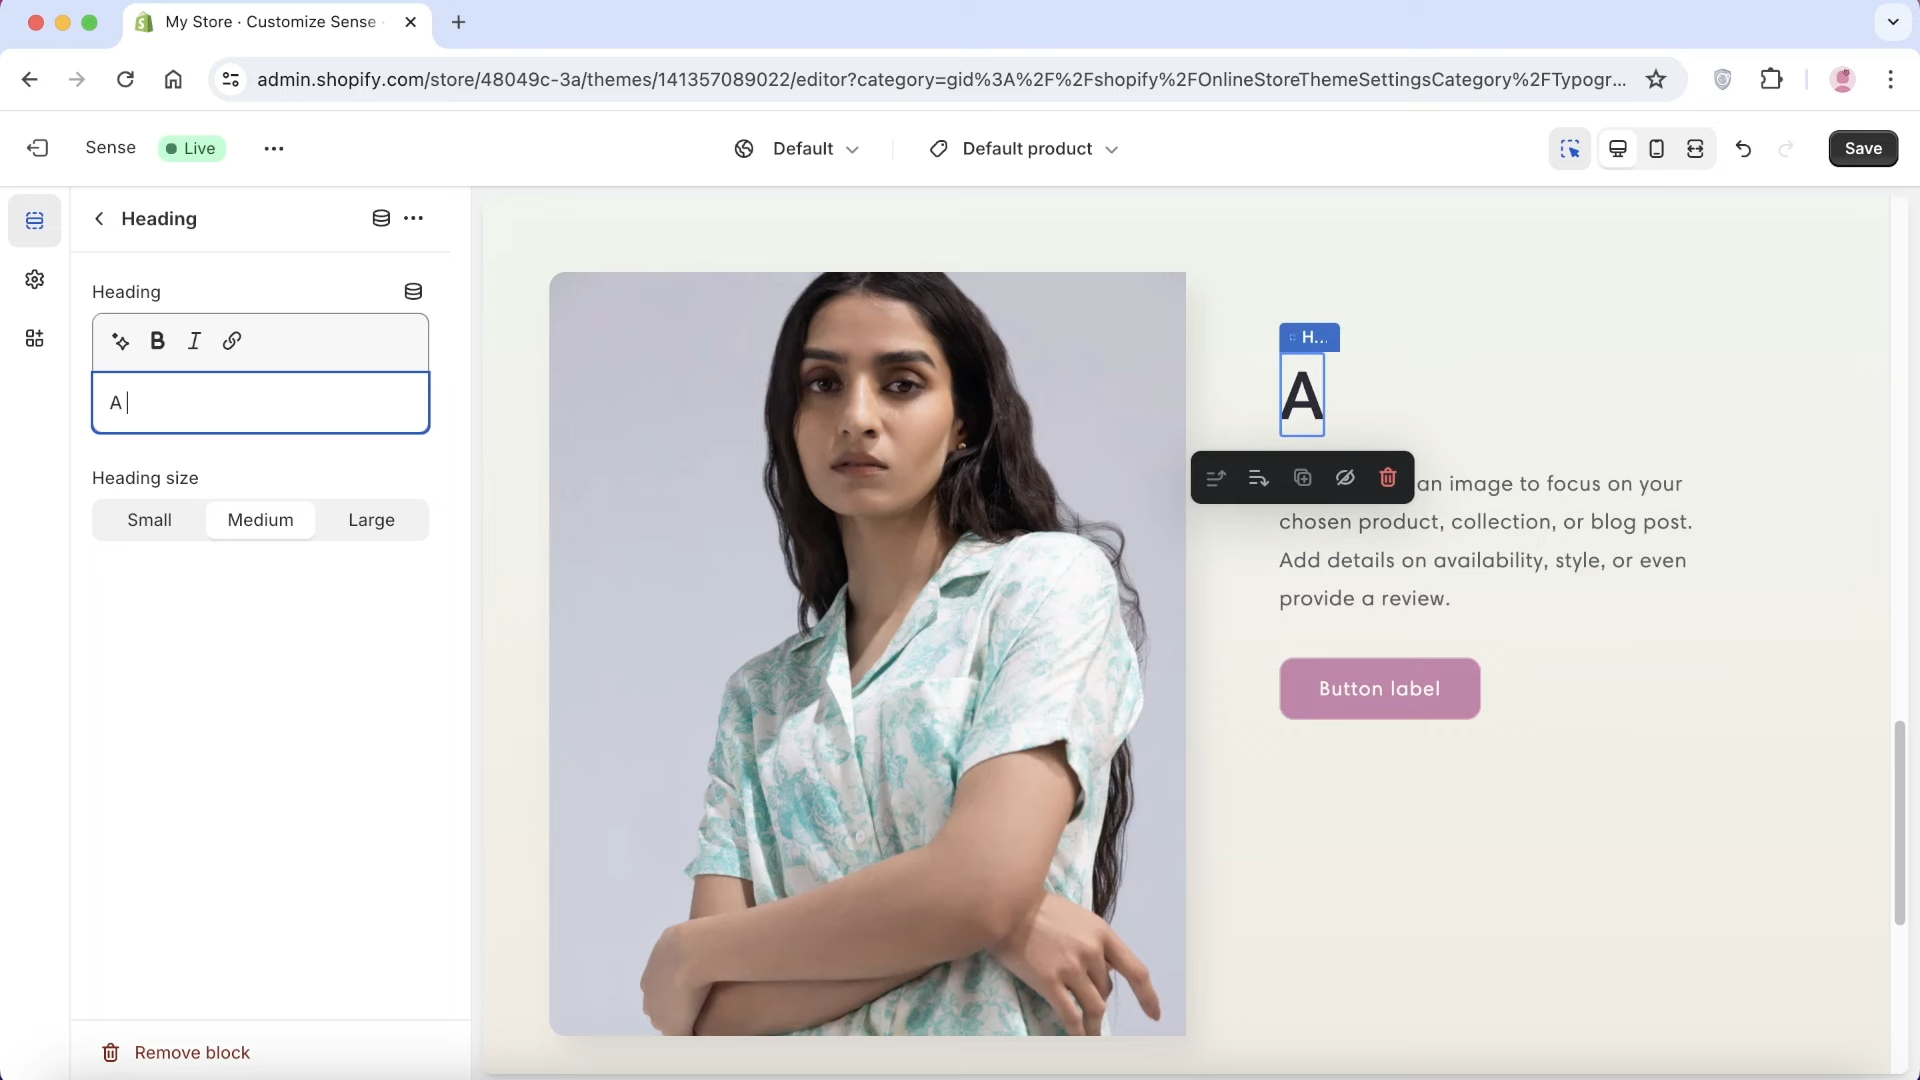 My Store · Customize Sense ·
admin.shopify.com/store/48049c-3a/themes/141357089022/editor?category=gid%3A%2F%2Fshopify%2FOnlineStoreThemeSettingsCategory%2FTypogr...
Sense
Live
Default
Default product
Save
Heading
Heading
B I
A
Heading size
Small Medium Large
Remove block
H...
A
an image to focus on your
chosen product, collection, or blog post.
Add details on availability, style, or even
provide a review.
Button label